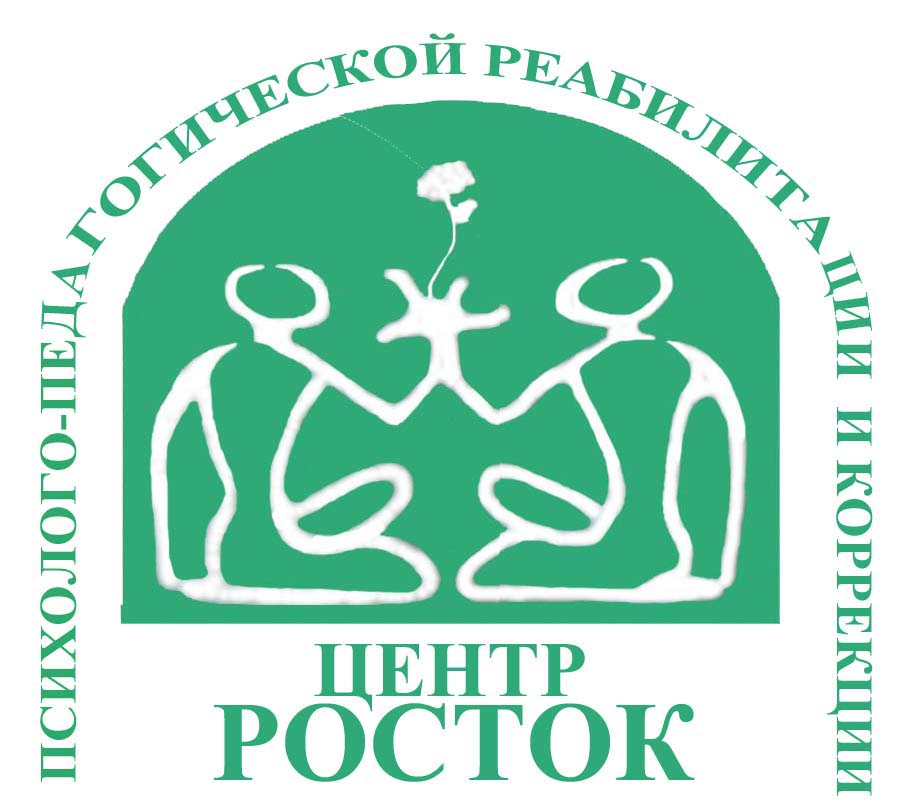 ПСИХОЛОГО-ПЕДАГОГИЧЕСКОЙ РЕАБИЛИТАЦИИ И КОРРЕКЦИИ
ЦЕНТР
РОСТОК